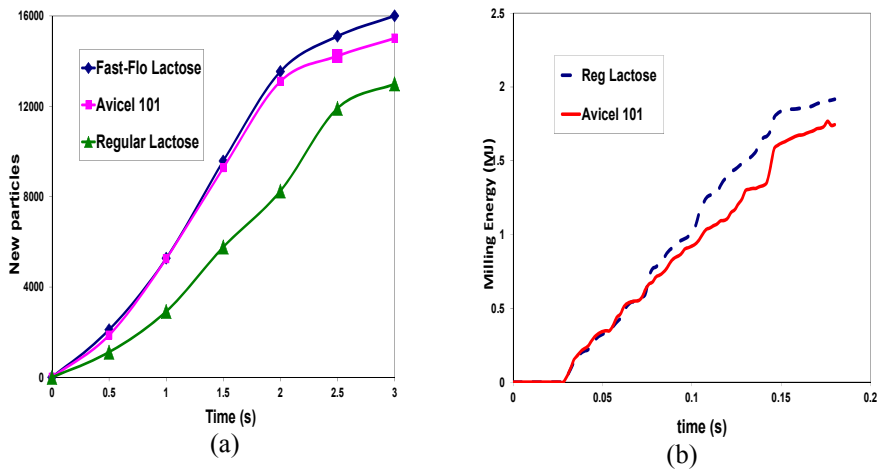 16000
12000
8000
4000
0
New particles
Fast-Flo Lactose
Avicel 101
Regular Lactose
0 0.5 1 1.5 2 2.5 3
Time (s)
(a)
2.5
2
1.5
1
0.5
0
Milling Energy (MJ)
Reg Lactose
Avicel 101
0 0.05 0.1 0.15 0.2
time (s)
(b)